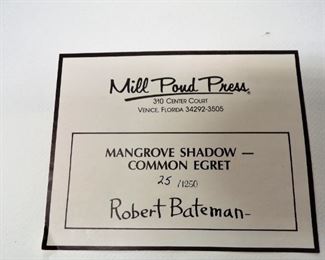 Mill Pond Press®
310 Center Court
Venice, Florida 34292-3505
MANGROVE SHADOW —
COMMON EGRET
25 /1250
Robert Bateman-